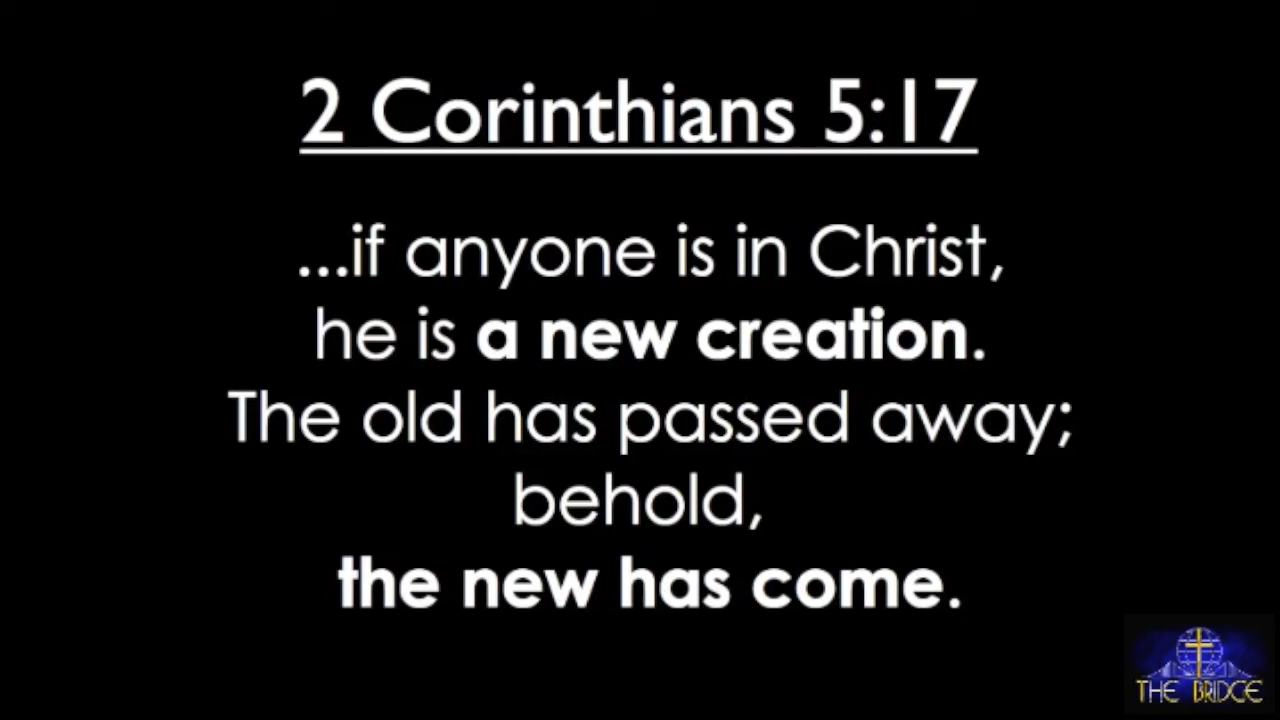 2 Corinthians 5:17
...if anyone is in Christ,
he is a new creation.
The old has passed away;
behold,
the new has come.
THE BRIDGE